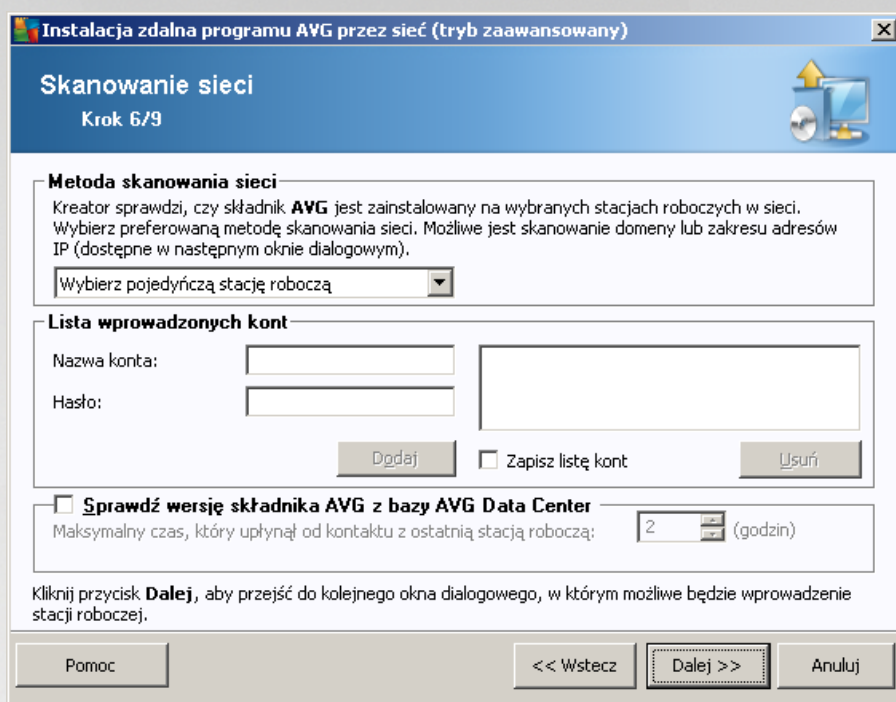 Instalacja zdalna programu AVG przez sieć (tryb zaawansowany)
Skanowanie sieci
Krok 6/9
Metoda skanowania sieci
Kreator sprawdzi, czy składnik AVG jest zainstalowany na wybranych stacjach roboczych w sieci.
Wybierz preferowaną metodę skanowania sieci. Możliwe jest skanowanie domeny lub zakresu adresów
IP (dostępne w następnym oknie dialogowym).
Wybierz pojedyńczą stację roboczą
Lista wprowadzonych kont
Nazwa konta:
Hasło:
Dodaj
Zapisz listę kont
Usuń
Sprawdź wersję składnika AVG z bazy AVG Data Center
Maksymalny czas, który upłynął od kontaktu z ostatnią stacją roboczą:
2
(godzin)
Kliknij przycisk Dalej, aby przejść do kolejnego okna dialogowego, w którym możliwe będzie wprowadzenie
stacji roboczej.
Pomoc
<< Wstecz
Dalej >>
Anuluj